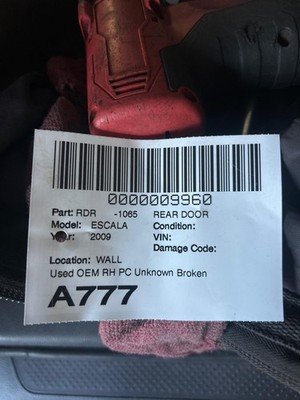 0000009960
Part: RDR -1065 REAR DOOR
Model: ESCALA Condition:
Year: 2009 VIN:
Damage Code:
Location: WALL
Used OEM RH PC Unknown Broken
A777